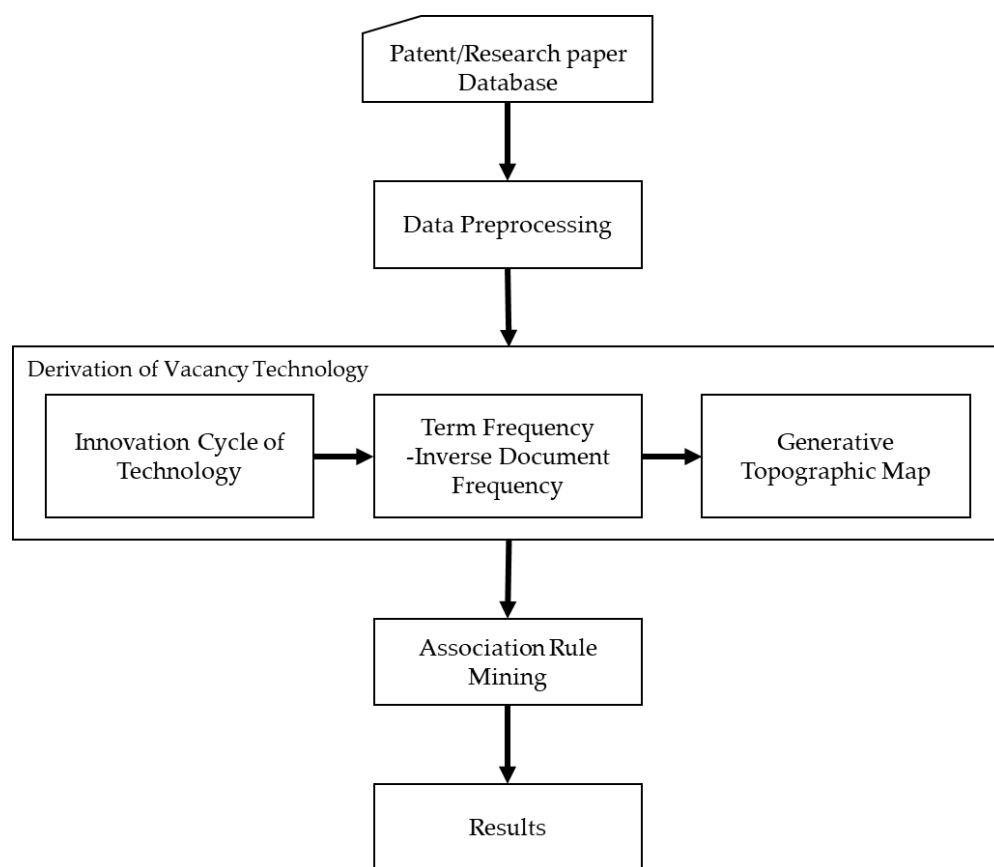 Patent/Research paper
Database
Data Preprocessing
Derivation of Vacancy Technology
Innovation Cycle of
Technology
Term Frequency
-Inverse Document
Frequency
Generative
Topographic Map
Association Rule
Mining
Results